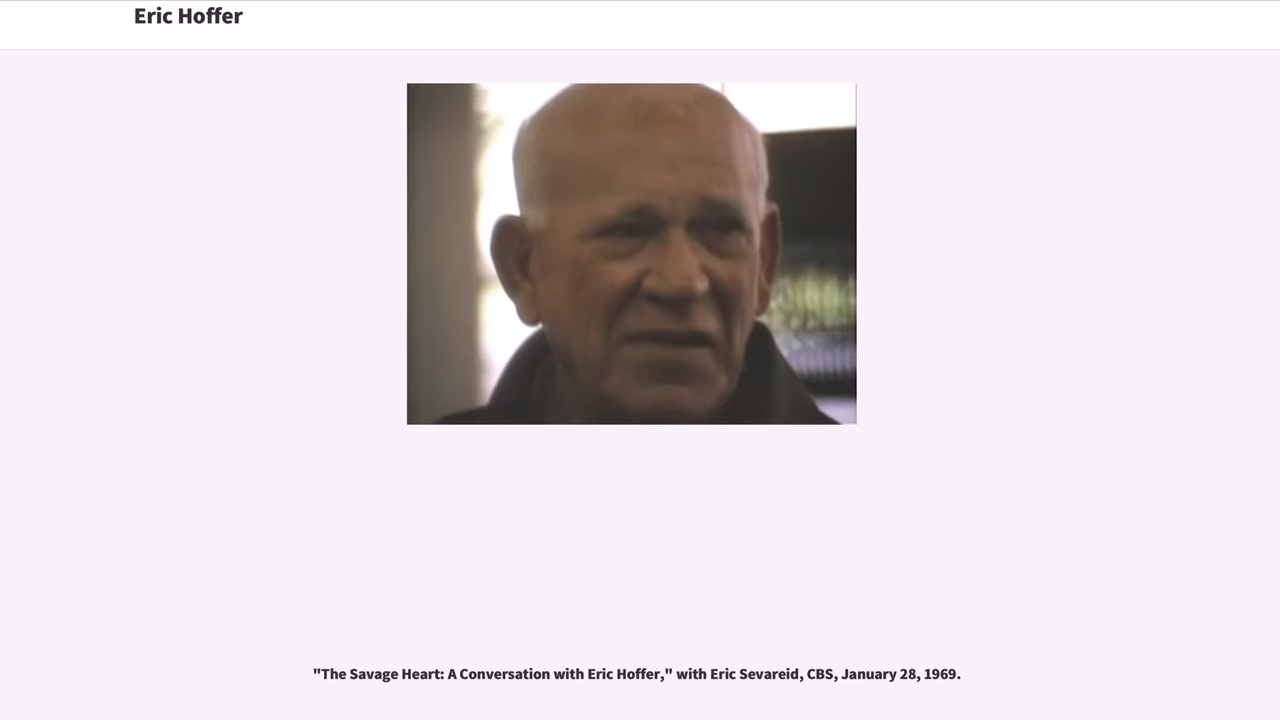 Eric Hoffer
"The Savage Heart: A Conversation with Eric Hoffer," with Eric Sevareid, CBS, January 28, 1969.